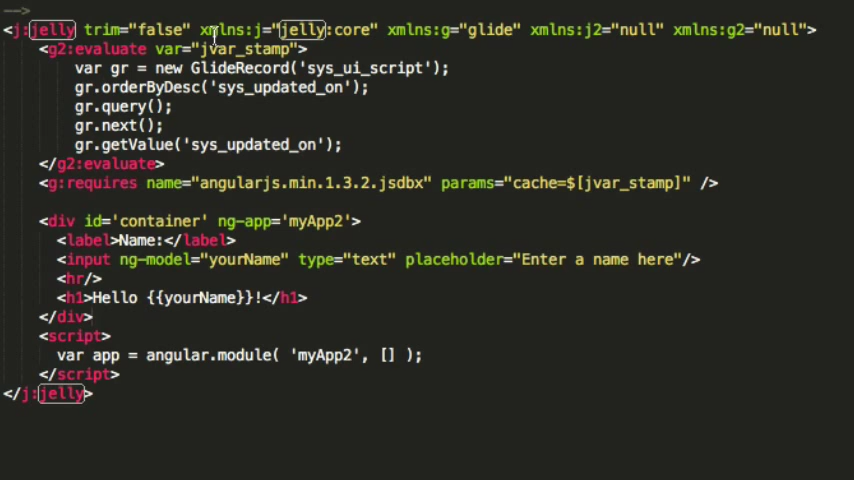 -->
<j:jelly trim="false" xmlns:j="jelly:core" xmlns:g="glide" xmlns:j2="null" xmlns:g2="null">
<g2:evaluate var="jvar_stamp">
var gr = new GlideRecord('sys_ui_script');
gr.orderByDesc('sys_updated_on');
gr.query();
gr.next();
gr.getValue('sys_updated_on');
</g2:evaluate>
<g:requires name="angularjs.min.1.3.2.jsdbx" params="cache=$[jvar_stamp]" />
<div id='container' ng-app='myApp2'>
<label>Name:</label>
<input ng-model="yourName" type="text" placeholder="Enter a name here"/>
<hr/>
<h1>Hello {{yourName}}!</h1>
</div>
<script>
var app = angular.module( 'myApp2', [] );
</script>
</j:jelly>